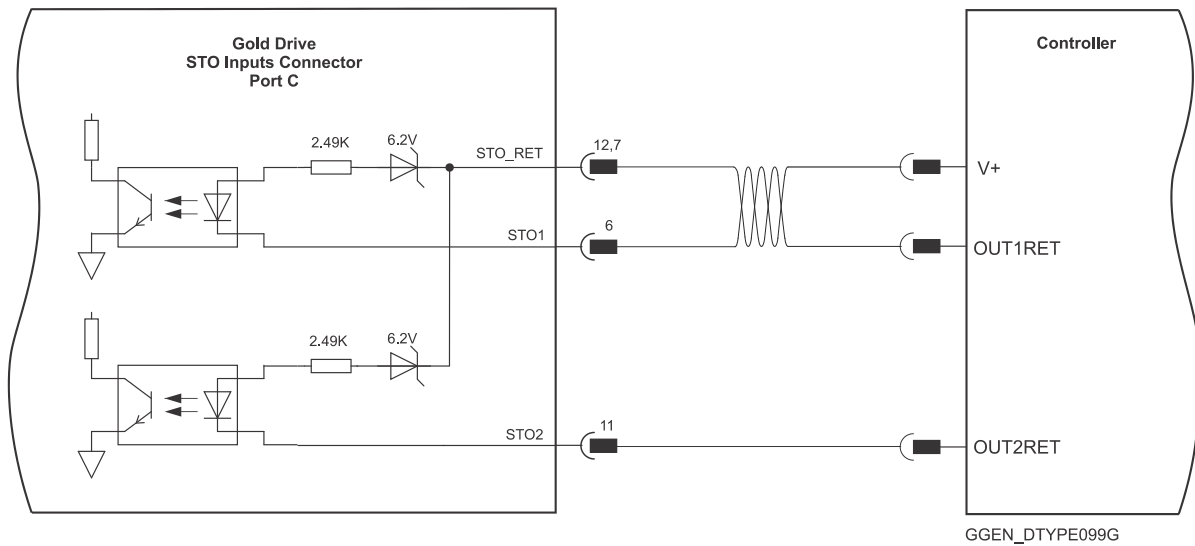 Gold Drive
STO Inputs Connector
Port C
Controller
2.49K
6.2V
STO_RET
12,7
V+
STO1
6
OUT1RET
2.49K
6.2V
STO2
11
OUT2RET
GGEN_DTYPE099G